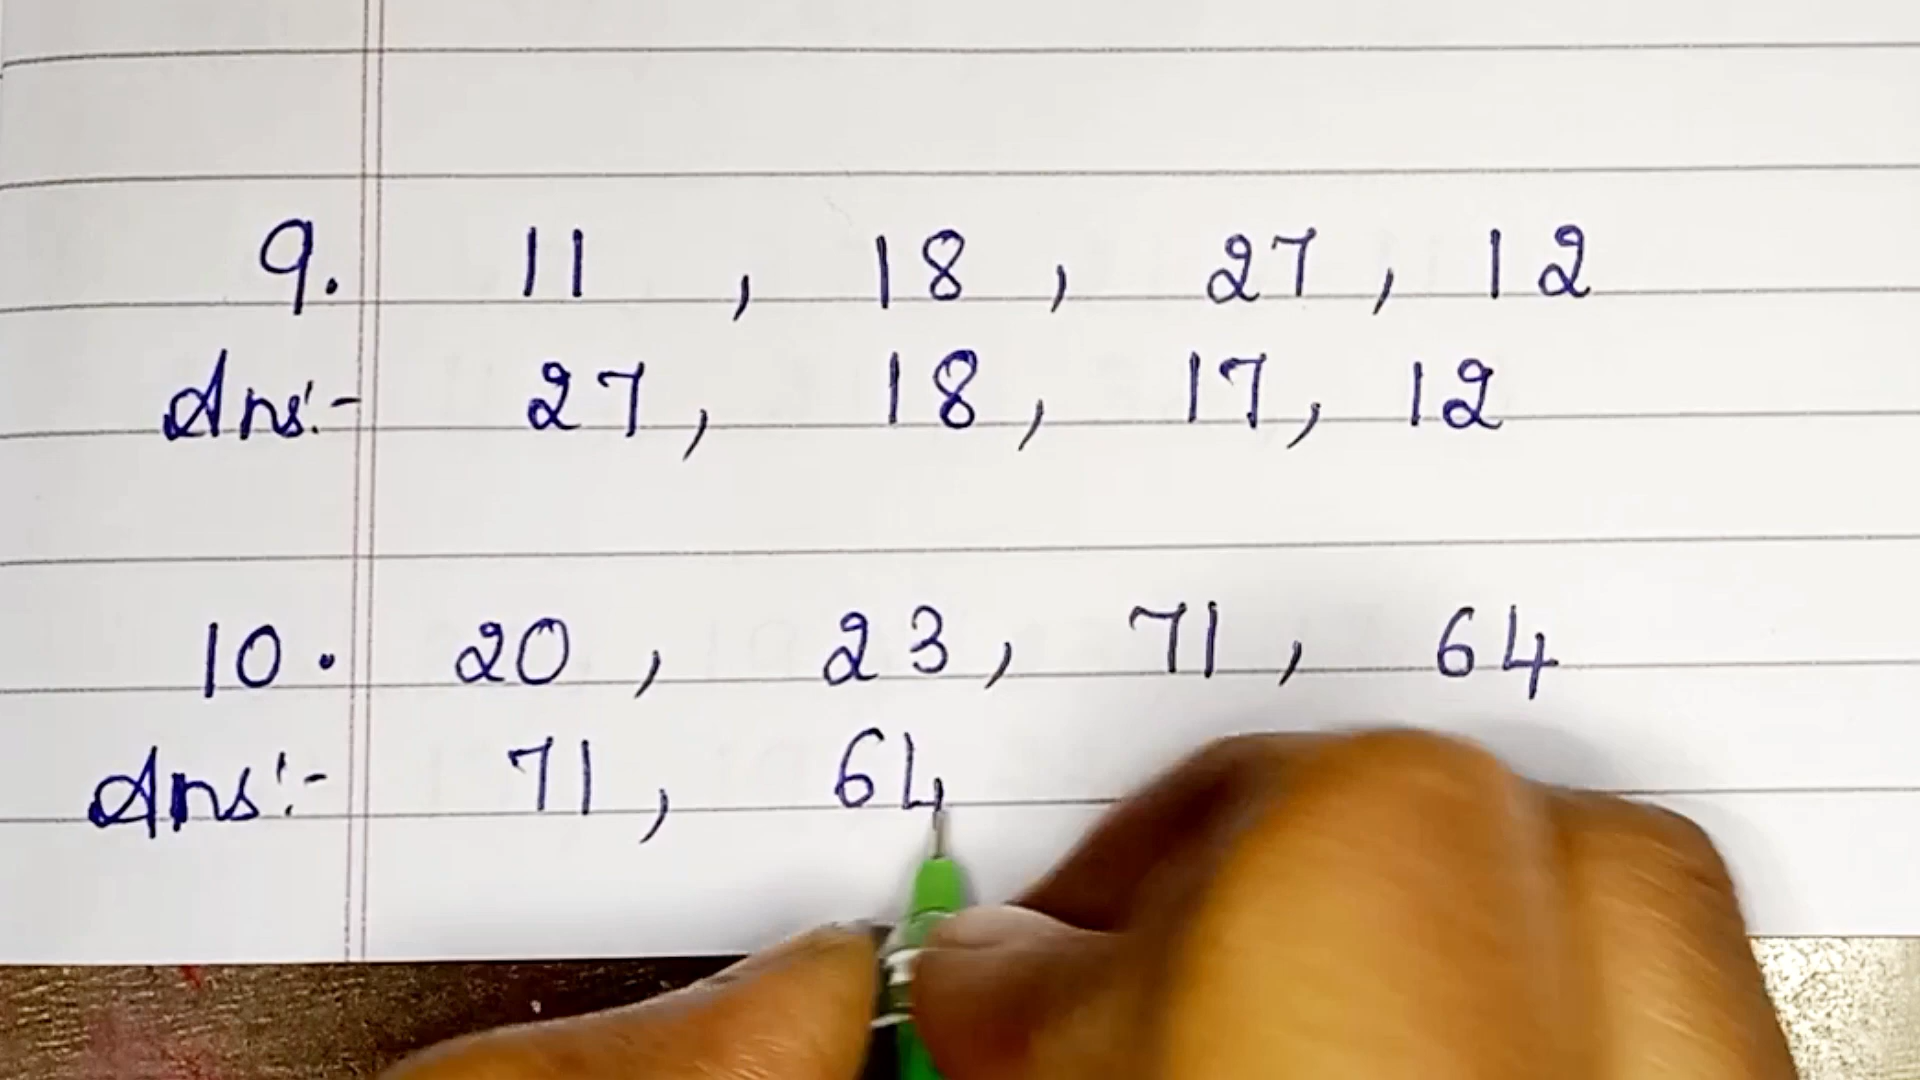 9. 11 , 18 , 27 , 12
Ans:- 27, 18, 17, 12
10. 20 , 23, 71 , 64
Ans:- 71 , 64